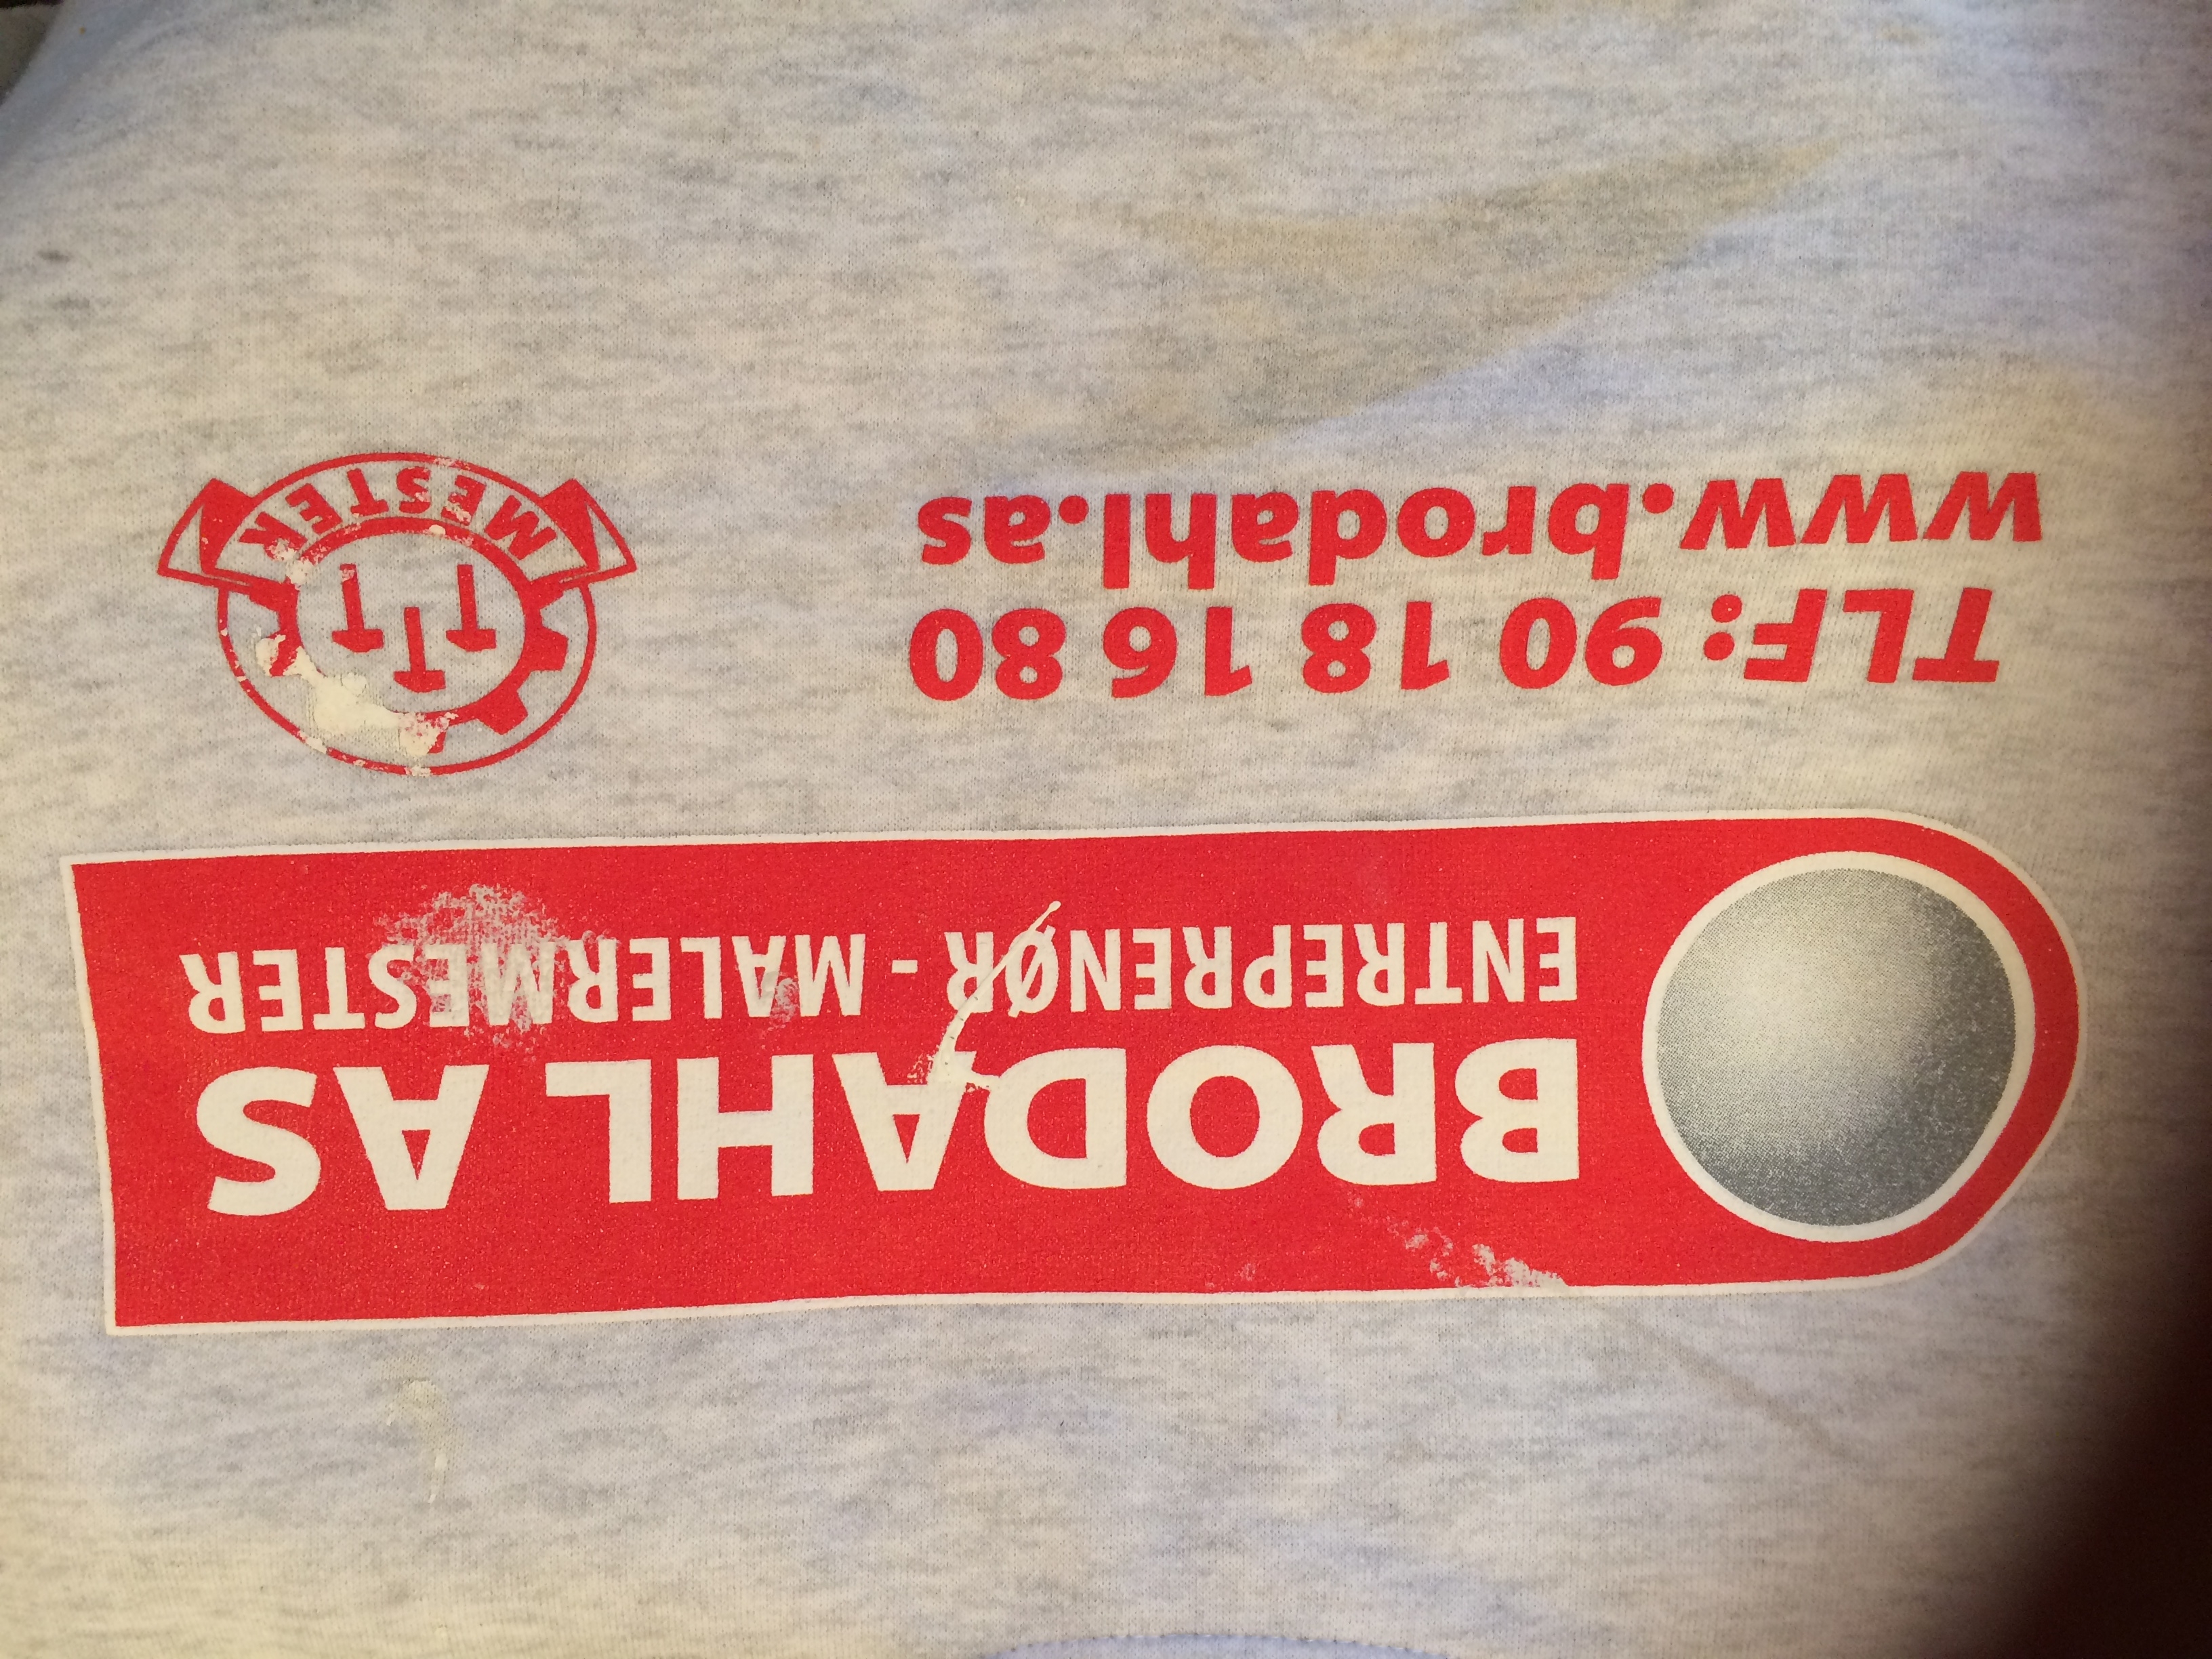 BRODAHL AS
ENTREPRENØR - MALERMESTER
TLF: 90 18 16 80
www.brodahl.as
MESTER